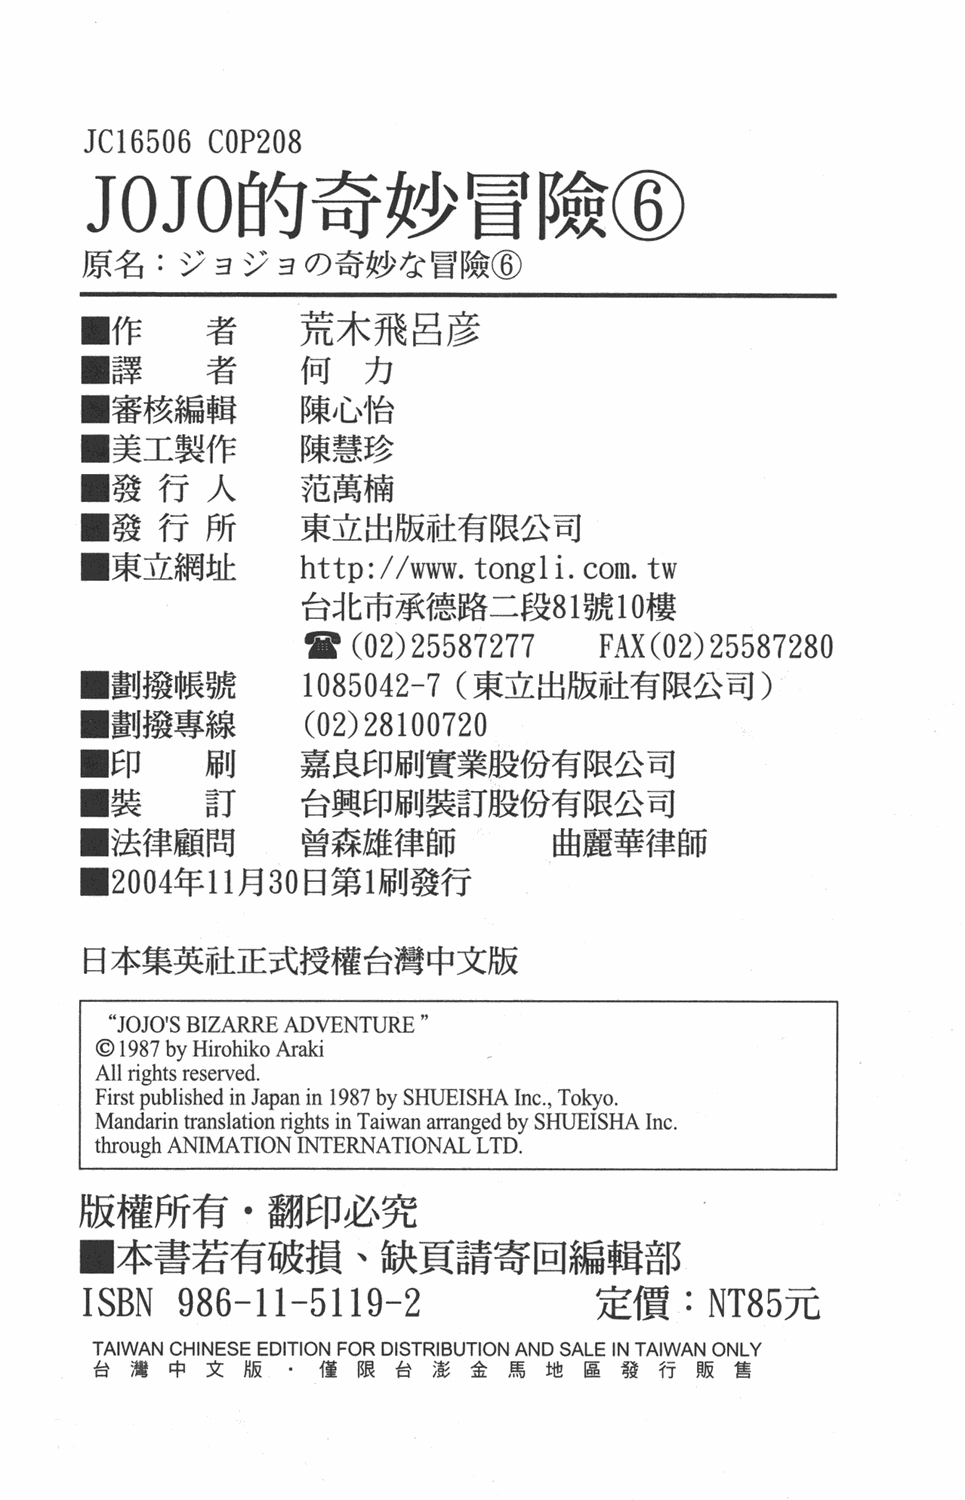 JC16506 COP208
JOJO的奇妙冒險⑥
原名：ジョジョの奇妙な冒險⑥
■作　　者　　荒木飛呂彦
■譯　　者　　何　力
■審核編輯　　陳心怡
■美工製作　　陳慧珍
■發 行 人　　范萬楠
■發 行 所　　東立出版社有限公司
■東立網址　　http://www.tongli.com.tw
台北市承德路二段81號10樓
☎(02)25587277　　FAX(02)25587280
■劃撥帳號　　1085042-7（東立出版社有限公司）
■劃撥專線　　(02)28100720
■印　　刷　　嘉良印刷實業股份有限公司
■裝　　訂　　台興印刷裝訂股份有限公司
■法律顧問　　曾森雄律師　　　曲麗華律師
■2004年11月30日第1刷發行
日本集英社正式授權台灣中文版
“JOJO'S BIZARRE ADVENTURE ”
©1987 by Hirohiko Araki
All rights reserved.
First published in Japan in 1987 by SHUEISHA Inc., Tokyo.
Mandarin translation rights in Taiwan arranged by SHUEISHA Inc.
through ANIMATION INTERNATIONAL LTD.
版權所有・翻印必究
■本書若有破損、缺頁請寄回編輯部
ISBN 986-11-5119-2　　定價：NT85元
TAIWAN CHINESE EDITION FOR DISTRIBUTION AND SALE IN TAIWAN ONLY
台灣中文版・僅限台澎金馬地區發行販售